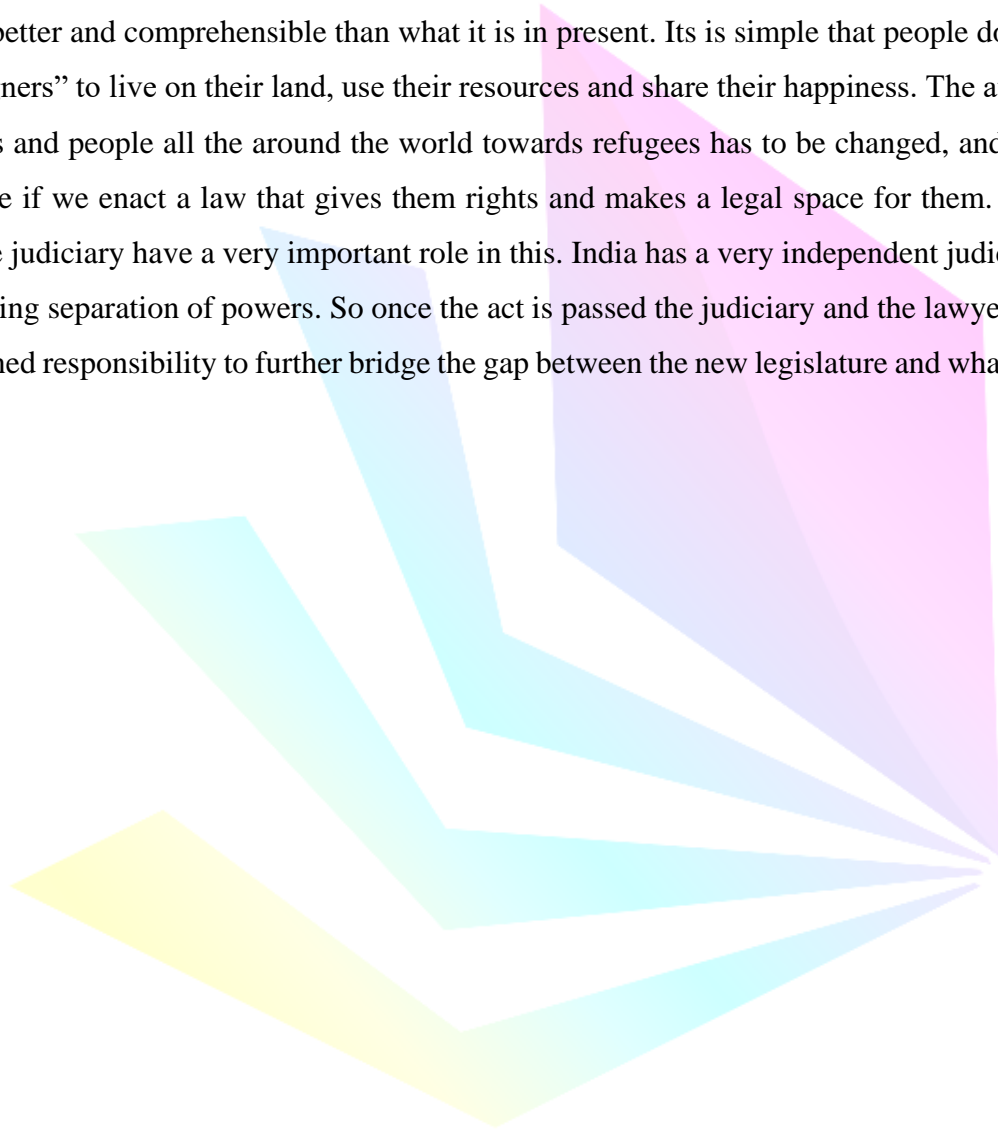 better and comprehensible than what it is in present. Its is simple that people do
ners” to live on their land, use their resources and share their happiness. The a
s and people all the around the world towards refugees has to be changed, and
e if we enact a law that gives them rights and makes a legal space for them.
e judiciary have a very important role in this. India has a very independent judic
ing separation of powers. So once the act is passed the judiciary and the lawye
ned responsibility to further bridge the gap between the new legislature and wha